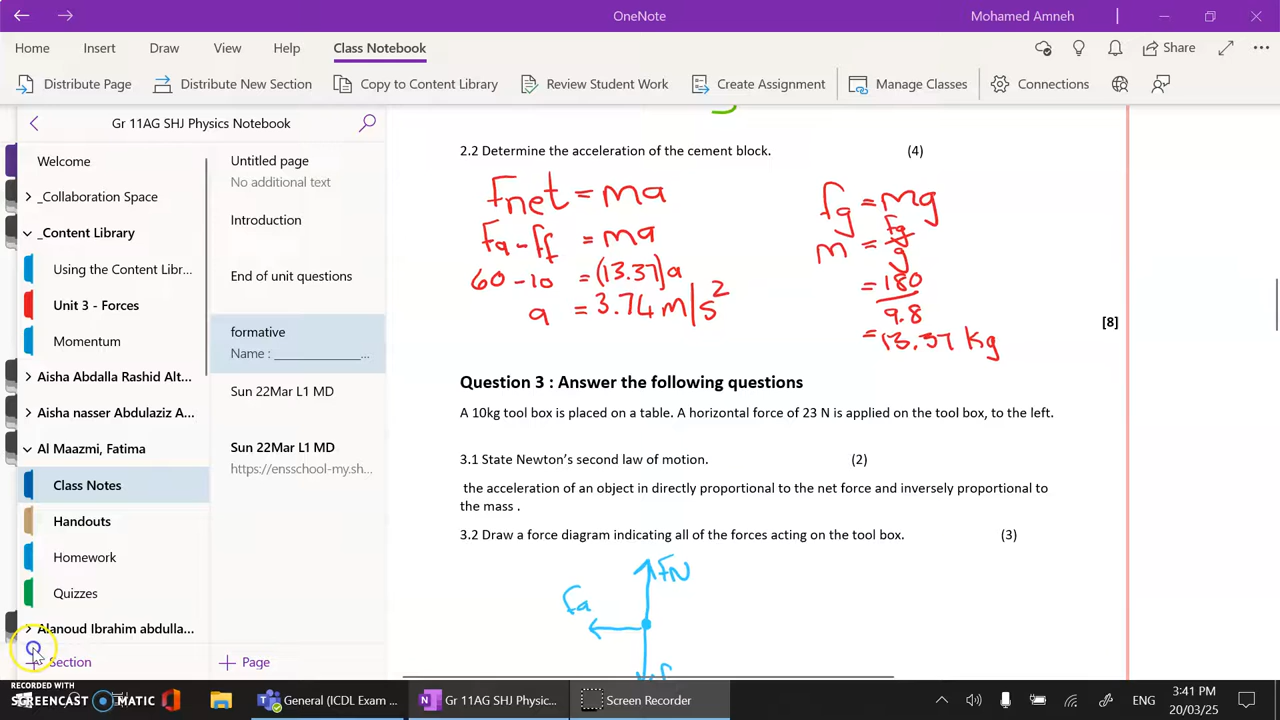 OneNote
Mohamed Amneh
Home Insert Draw View Help Class Notebook Share
Distribute Page Distribute New Section Copy to Content Library Review Student Work Create Assignment Manage Classes Connections
Gr 11AG SHJ Physics Notebook
Welcome
_Collaboration Space
_Content Library
Using the Content Libr...
Unit 3 - Forces
Momentum
Aisha Abdalla Rashid Alt...
Aisha nasser Abdulaziz A...
Al Maazmi, Fatima
Class Notes
Handouts
Homework
Quizzes
Alanoud Ibrahim abdulla...
Section
Untitled page
No additional text
Introduction
End of unit questions
formative
Name : ____________...
Sun 22Mar L1 MD
Sun 22Mar L1 MD
https://ensschool-my.sh...
Page
2.2 Determine the acceleration of the cement block. (4)
Fnet = ma
Fa - Ff = ma
60 - 10 = (13.37)a
a = 3.74 m/s²
fg = mg
m = fg/g
= 180/9.8
= 13.37 kg
[8]
Question 3 : Answer the following questions
A 10kg tool box is placed on a table. A horizontal force of 23 N is applied on the tool box, to the left.
3.1 State Newton’s second law of motion. (2)
the acceleration of an object in directly proportional to the net force and inversely proportional to
the mass .
3.2 Draw a force diagram indicating all of the forces acting on the tool box. (3)
FN
Fa
RECORDED WITH
SCREENCAST MATIC
General (ICDL Exam ...
Gr 11AG SHJ Physic...
Screen Recorder
ENG
3:41 PM
20/03/25